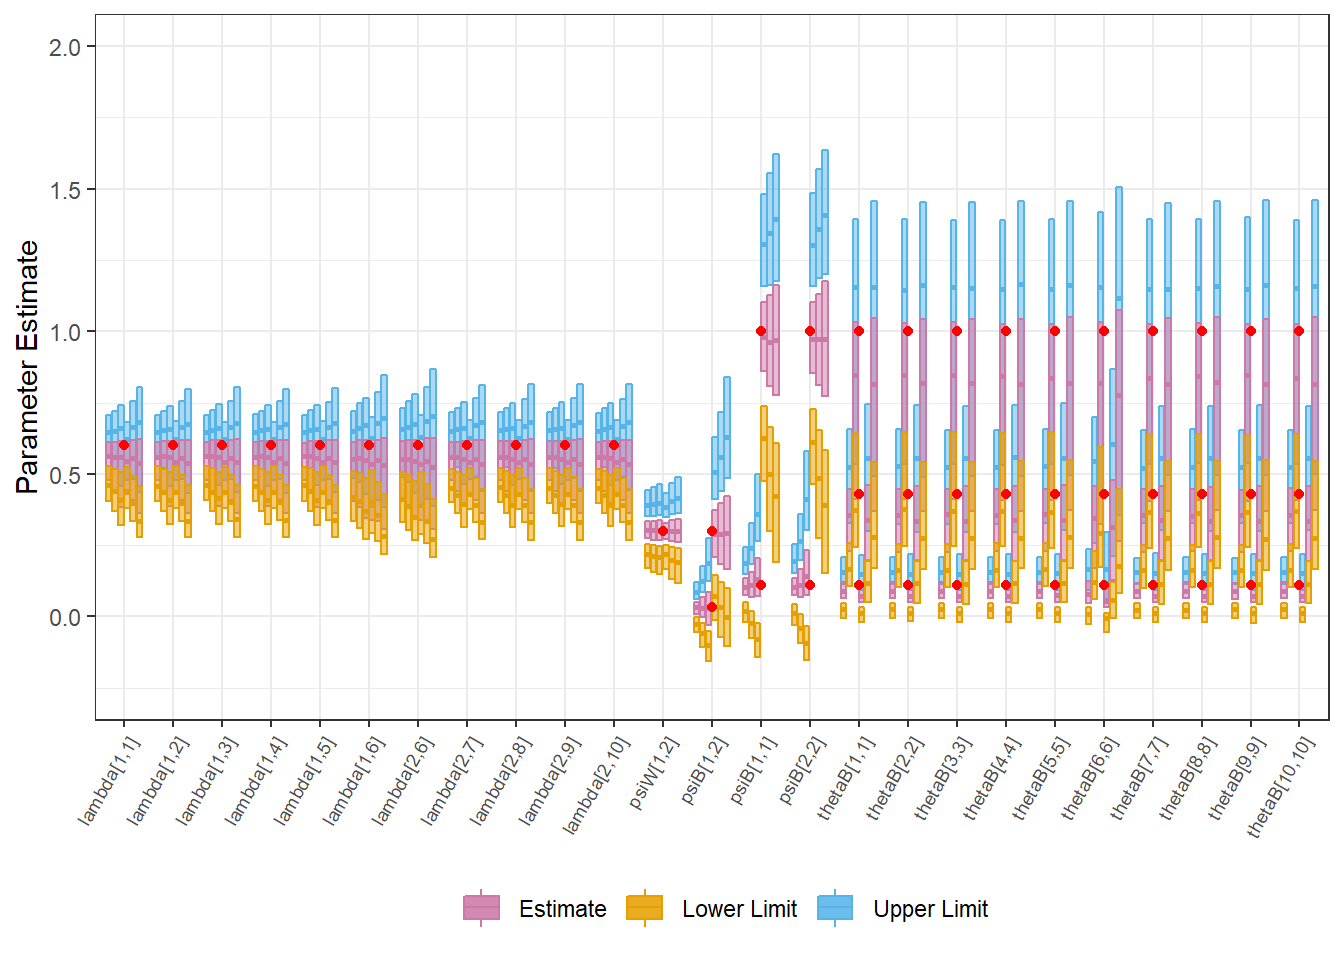 Parameter Estimate
2.0
1.5
1.0
0.5
0.0
lambda[1,1]
lambda[1,2]
lambda[1,3]
lambda[1,4]
lambda[1,5]
lambda[1,6]
lambda[2,6]
lambda[2,7]
lambda[2,8]
lambda[2,9]
lambda[2,10]
psiW[1,2]
psiB[1,2]
psiB[1,1]
psiB[2,2]
thetaB[1,1]
thetaB[2,2]
thetaB[3,3]
thetaB[4,4]
thetaB[5,5]
thetaB[6,6]
thetaB[7,7]
thetaB[8,8]
thetaB[9,9]
thetaB[10,10]
Estimate
Lower Limit
Upper Limit